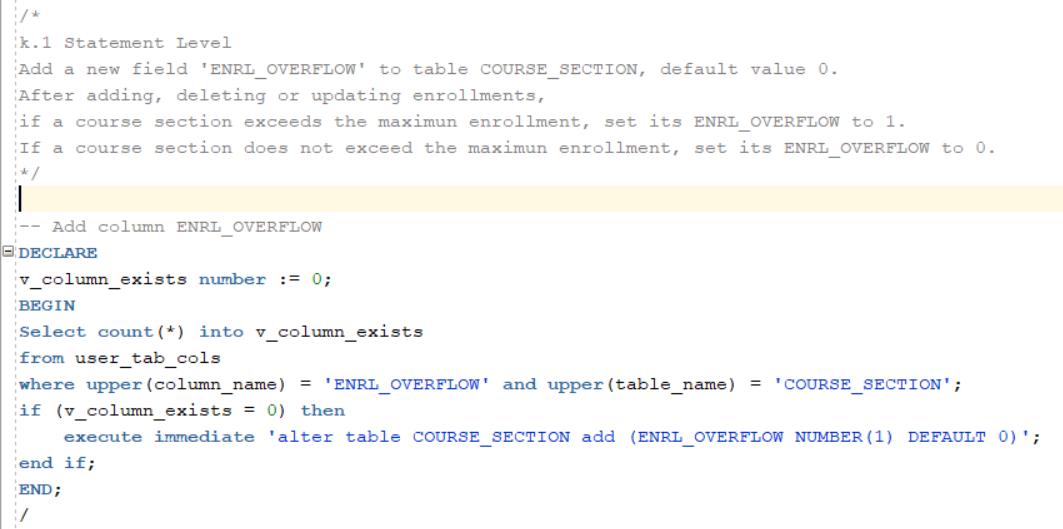 /*
k.1 Statement Level
Add a new field 'ENRL_OVERFLOW' to table COURSE_SECTION, default value 0.
After adding, deleting or updating enrollments,
if a course section exceeds the maximun enrollment, set its ENRL_OVERFLOW to 1.
If a course section does not exceed the maximun enrollment, set its ENRL_OVERFLOW to 0.
*/
-- Add column ENRL_OVERFLOW
DECLARE
v_column_exists number := 0;
BEGIN
Select count(*) into v_column_exists
from user_tab_cols
where upper(column_name) = 'ENRL_OVERFLOW' and upper(table_name) = 'COURSE_SECTION';
if (v_column_exists = 0) then
    execute immediate 'alter table COURSE_SECTION add (ENRL_OVERFLOW NUMBER(1) DEFAULT 0)';
end if;
END;
/